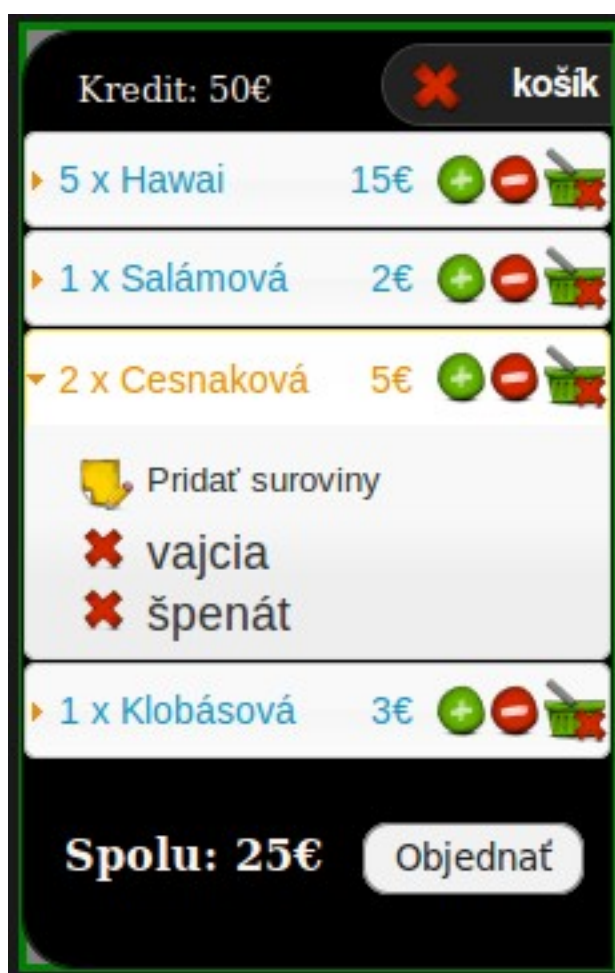 Kredit: 50€ košík
5 x Hawai 15€
1 x Salámová 2€
2 x Cesnaková 5€
Pridať suroviny
vajcia
špenát
1 x Klobásová 3€
Spolu: 25€ Objednať